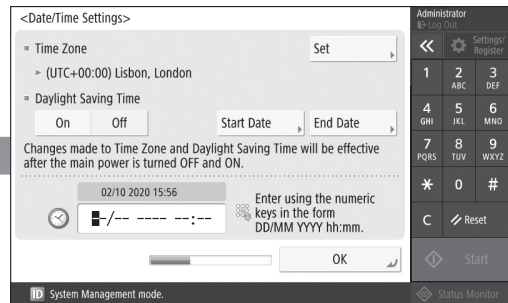 <Date/Time Settings>
Time Zone
Set
(UTC+00:00) Lisbon, London
Daylight Saving Time
On
Off
Start Date
End Date
Changes made to Time Zone and Daylight Saving Time will be effective
after the main power is turned OFF and ON.
02/10 2020 15:56
-/-- ---- --:--
Enter using the numeric
keys in the form
DD/MM YYYY hh:mm.
OK
ID System Management mode.
Administrator
Log Out
Settings/
Register
1
2
ABC
3
DEF
4
GHI
5
JKL
6
MNO
7
PQRS
8
TUV
9
WXYZ
*
0
#
C
Reset
Start
Status Monitor